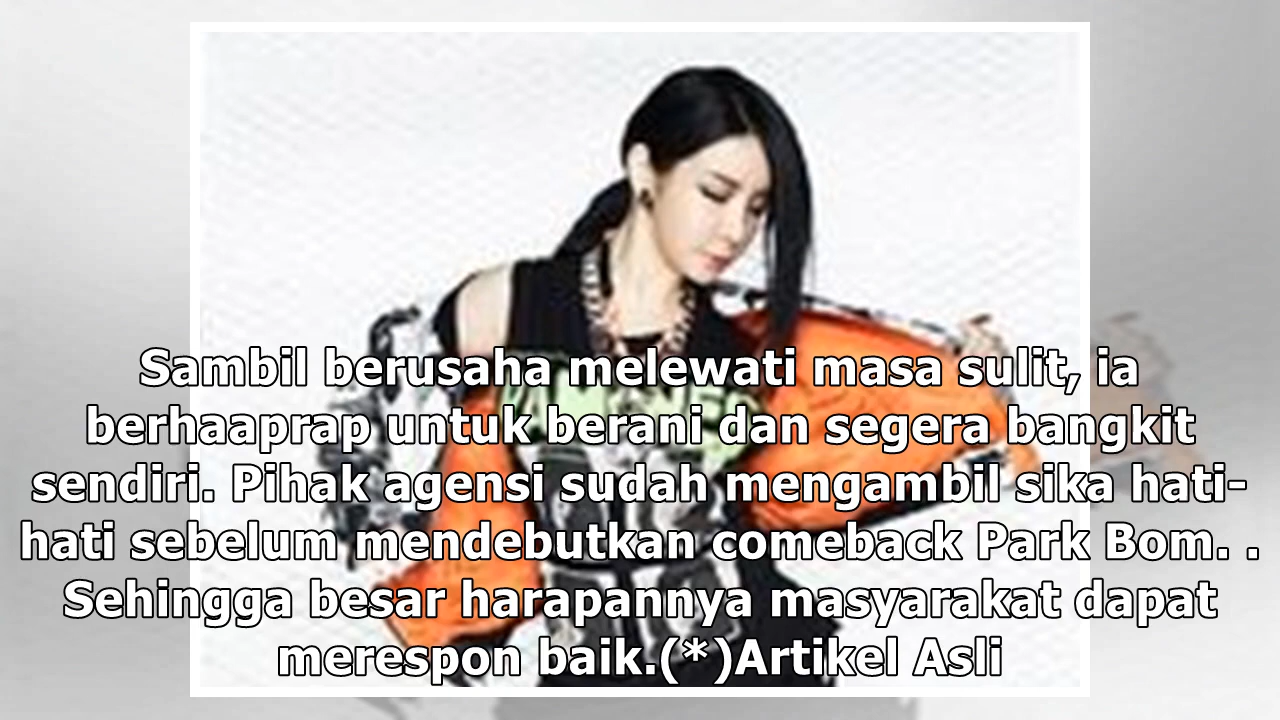 Sambil berusaha melewati masa sulit, ia
berhaaprap untuk berani dan segera bangkit
sendiri. Pihak agensi sudah mengambil sika hati-
hati sebelum mendebutkan comeback Park Bom. .
Sehingga besar harapannya masyarakat dapat
merespon baik.(*)Artikel Asli